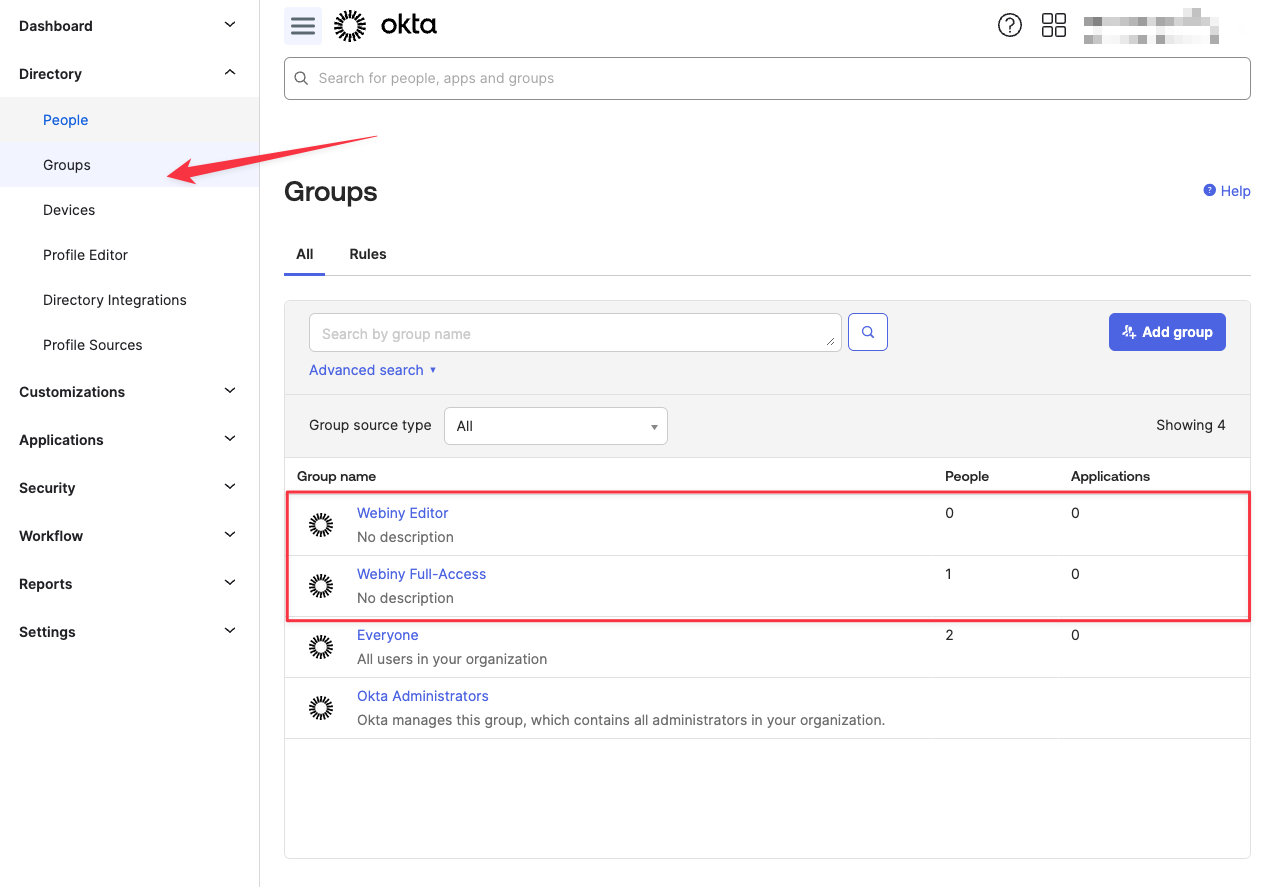 Dashboard
Directory
People
Groups
Devices
Profile Editor
Directory Integrations
Profile Sources
Customizations
Applications
Security
Workflow
Reports
Settings
okta
Search for people, apps and groups
Groups
Help
All Rules
Search by group name
Add group
Advanced search
Group source type All Showing 4
Group name People Applications
Webiny Editor 0 0
No description
Webiny Full-Access 1 0
No description
Everyone 2 0
All users in your organization
Okta Administrators
Okta manages this group, which contains all administrators in your organization.